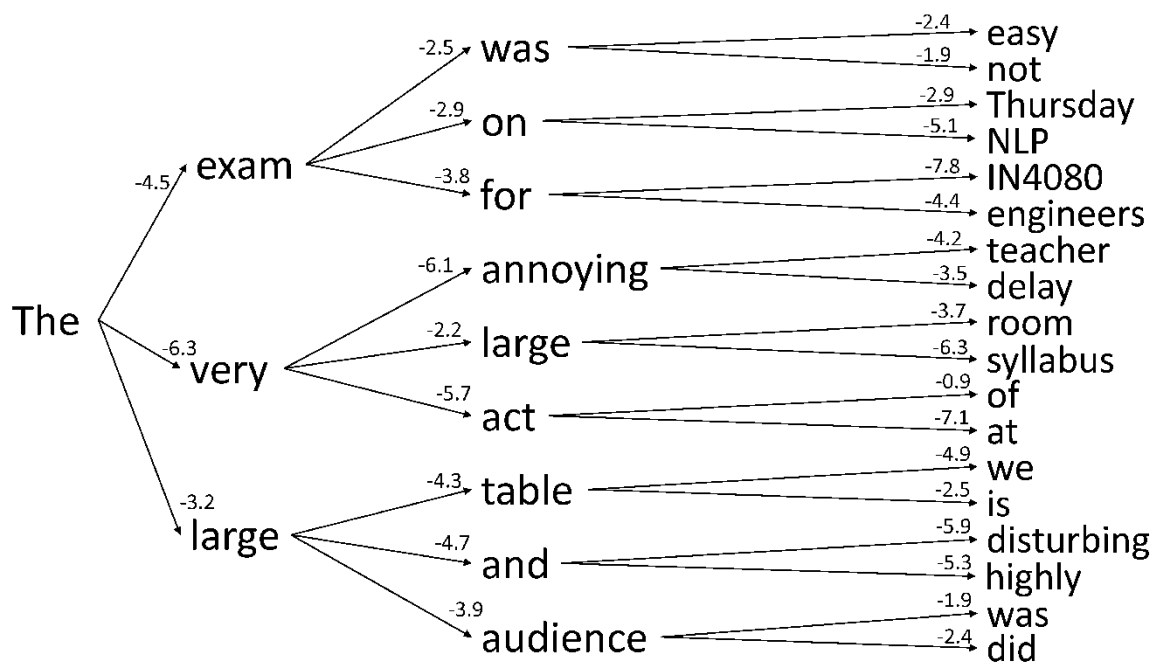 The
-4.5
exam
-6.3
very
-3.2
large
-2.5
was
-2.9
on
-3.8
for
-6.1
annoying
-2.2
large
-5.7
act
-4.3
table
-4.7
and
-3.9
audience
-2.4
easy
-1.9
not
-2.9
Thursday
-5.1
NLP
-7.8
IN4080
-4.4
engineers
-4.2
teacher
-3.5
delay
-3.7
room
-6.3
syllabus
-0.9
of
-7.1
at
-4.9
we
-2.5
is
-5.9
disturbing
-5.3
highly
-1.9
was
-2.4
did